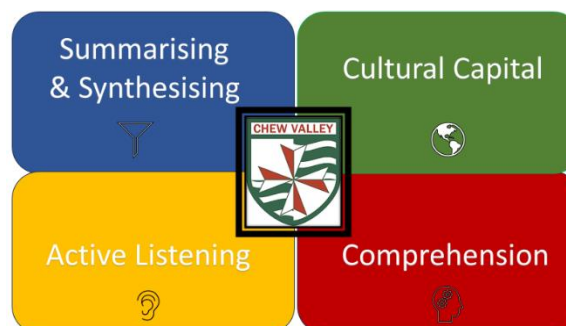 Summarising
& Synthesising
Cultural Capital
CHEW VALLEY
Active Listening
Comprehension